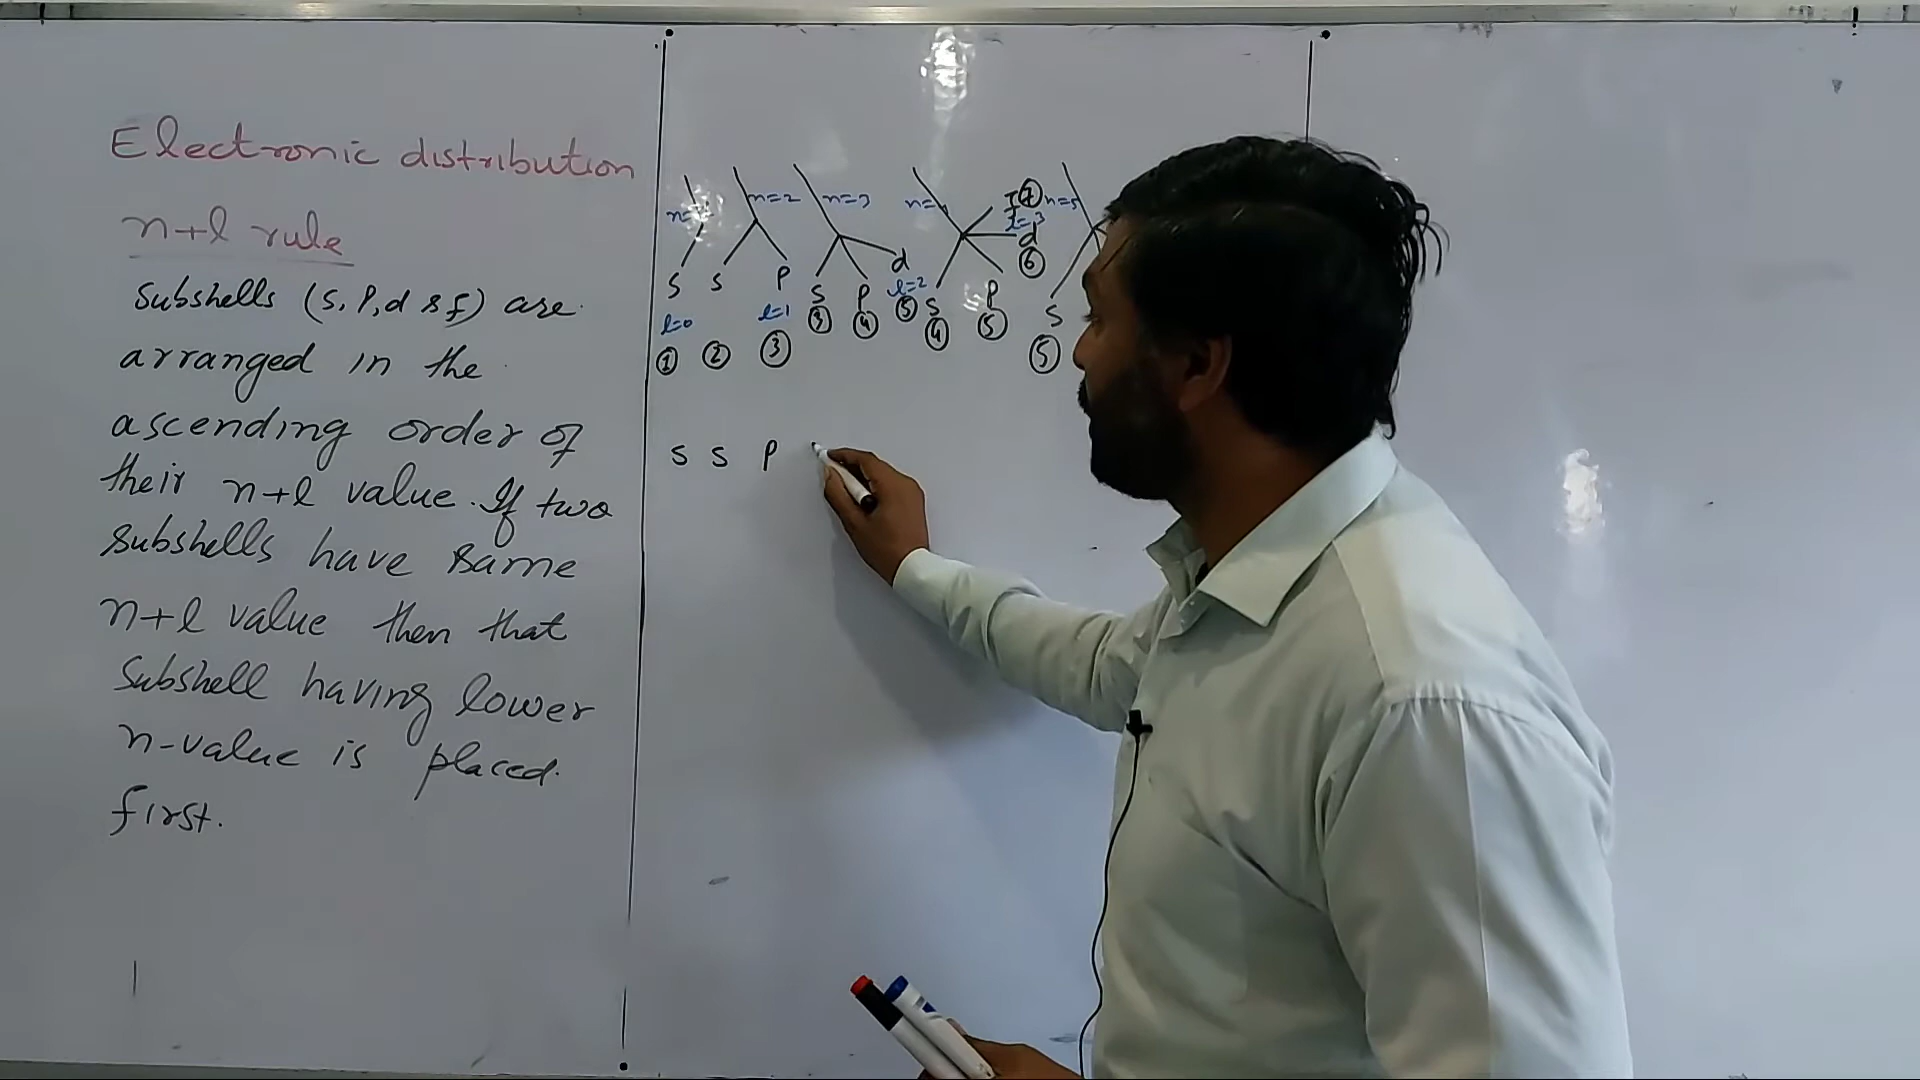 Electronic distribution
n+l rule
Subshells (s, p, d & f) are
arranged in the
ascending order of
their n+l value. If two
subshells have same
n+l value then that
subshell having lower
n-value is placed.
first.
n=2 n=3 n=5
s s p s p d s p d s
l=0 l=1 l=2 l=3
1 2 3 3 4 5 4 5 6 7 5
s s p